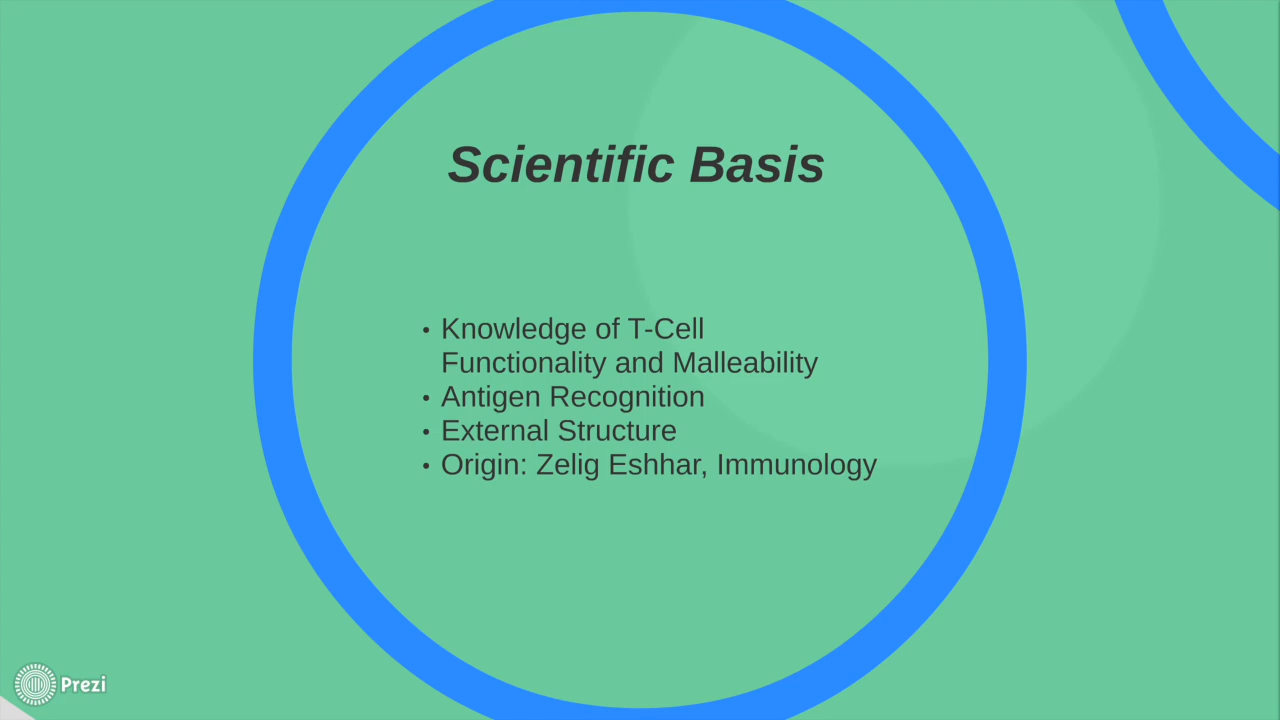 Scientific Basis
• Knowledge of T-Cell
Functionality and Malleability
• Antigen Recognition
• External Structure
• Origin: Zelig Eshhar, Immunology
Prezi